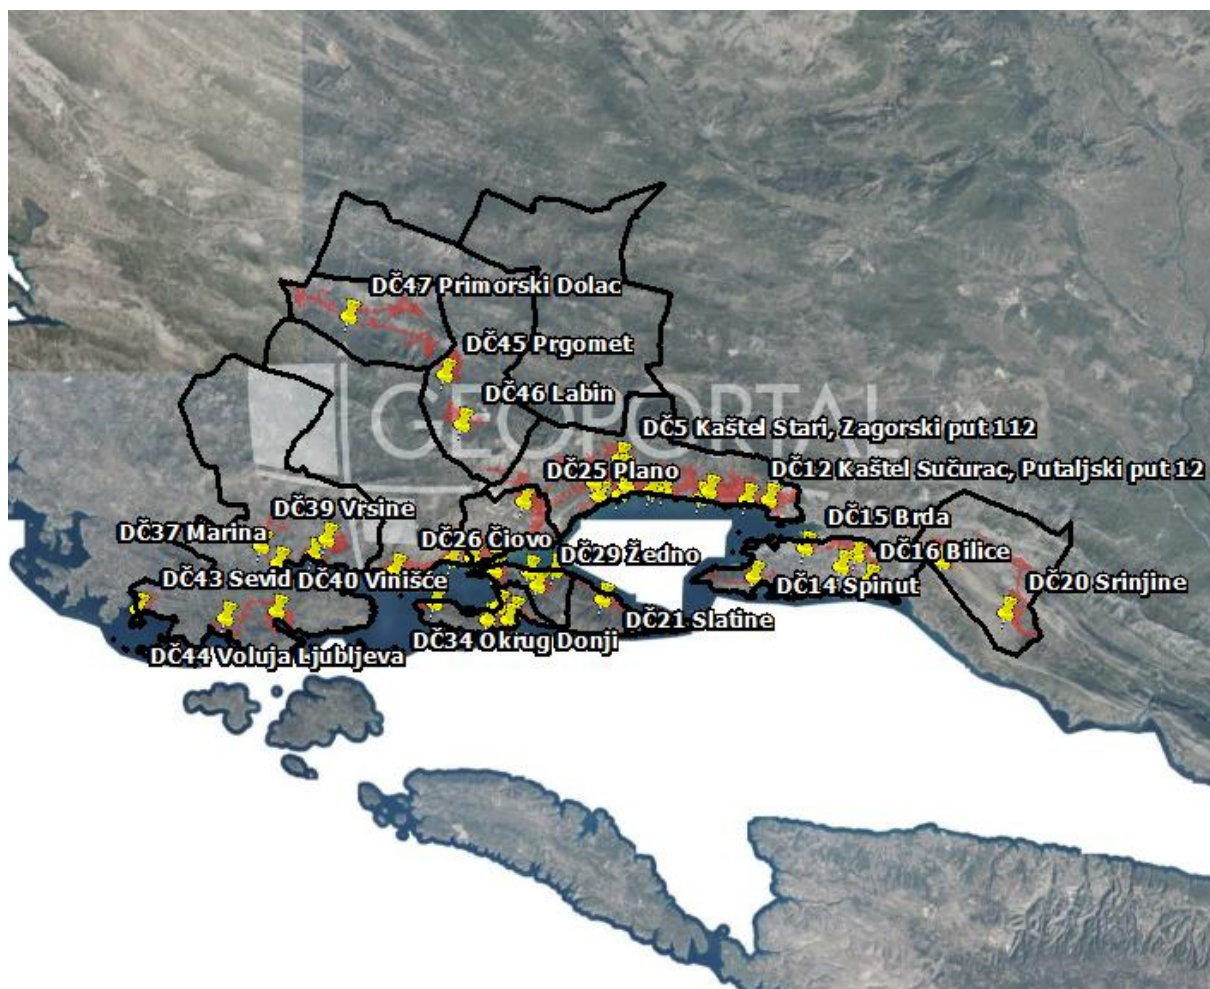 DČ47 Primorski Dolac
DČ45 Prgomet
DČ46 Labin
GEOPORTAL
DČ5 Kaštel Stari, Zagorski put 112
DČ25 Plano
DČ12 Kaštel Sućurac, Putaljski put 12
DČ39 Vrsine
DČ15 Brda
DČ37 Marina
DČ26 Čiovo
DČ29 Žedno
DČ16 Bilice
DČ43 Sevid
DČ40 Vinišće
DČ14 Spinut
DČ20 Srinjine
DČ21 Slatine
DČ34 Okrug Donji
DČ44 Voluja Ljubljeva